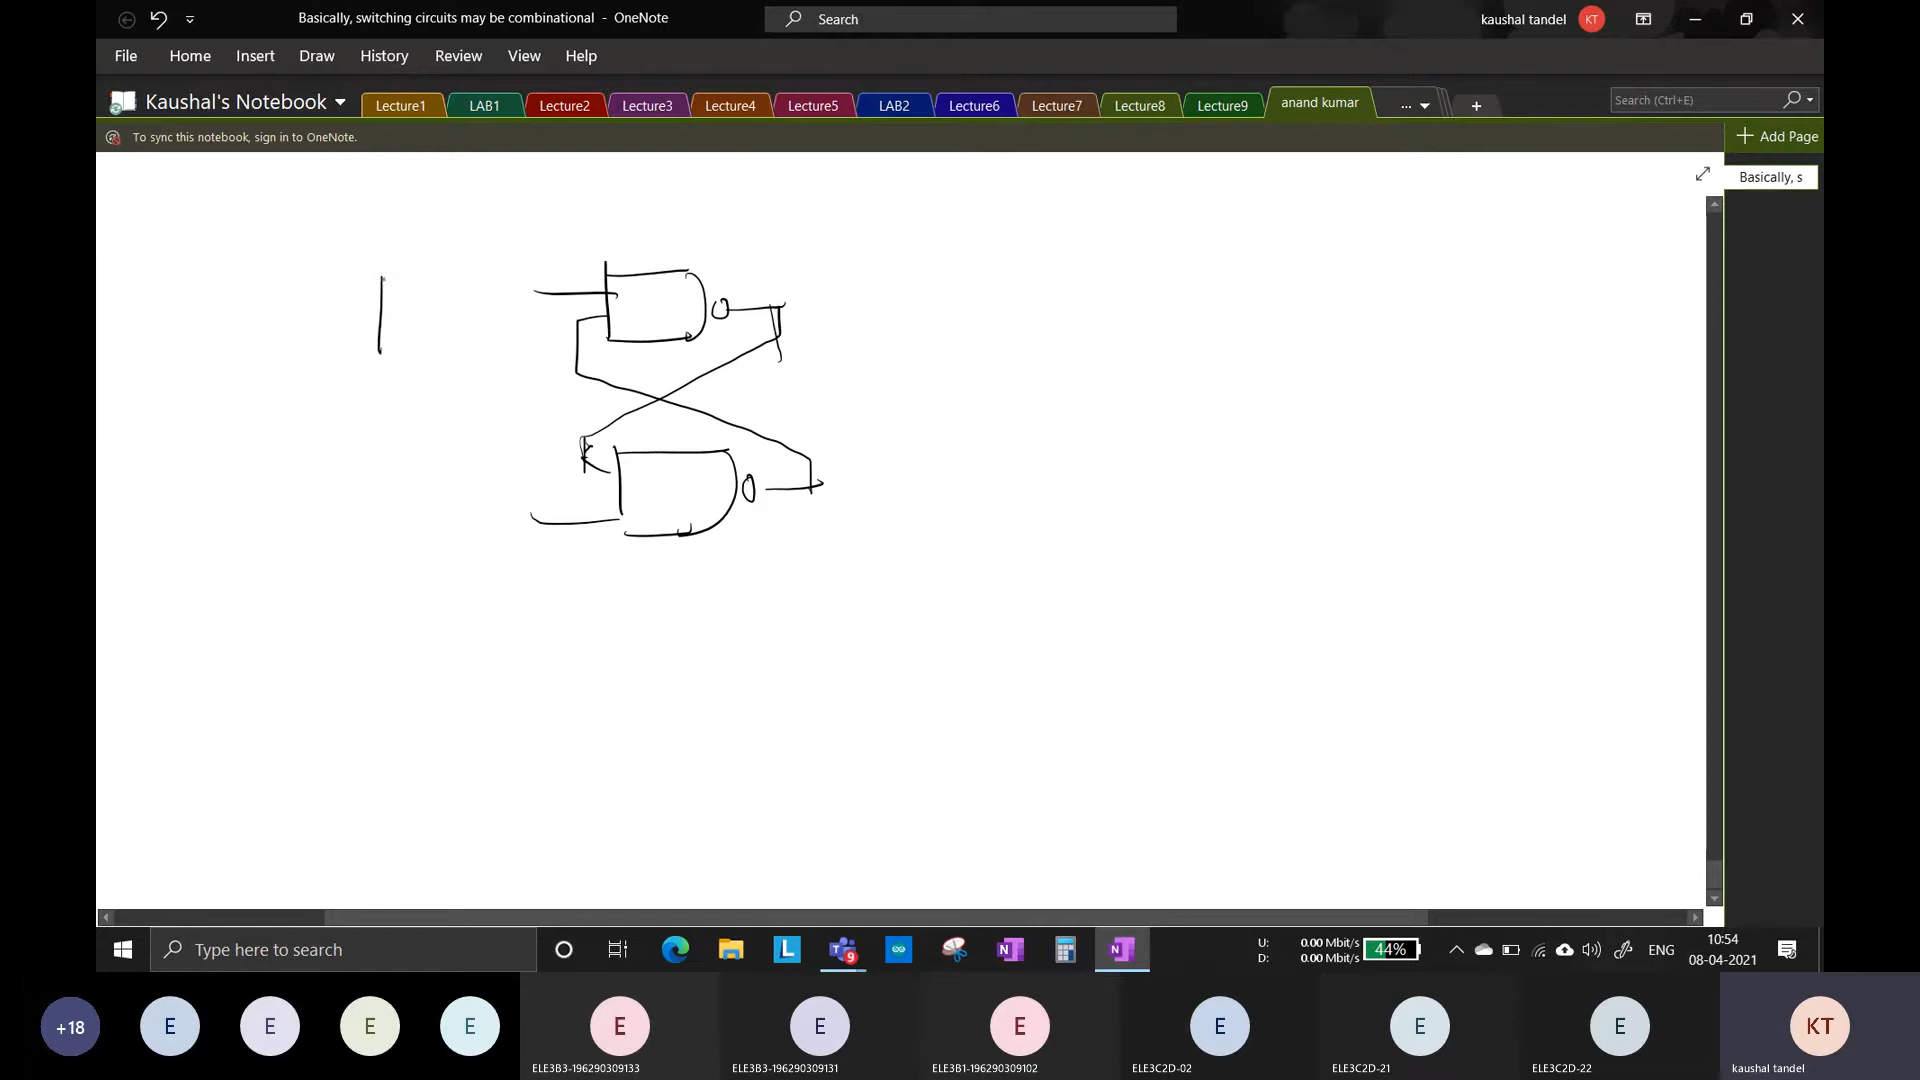 Basically, switching circuits may be combinational - OneNote
Search
kaushal tandel KT
File Home Insert Draw History Review View Help
Kaushal's Notebook Lecture1 LAB1 Lecture2 Lecture3 Lecture4 Lecture5 LAB2 Lecture6 Lecture7 Lecture8 Lecture9 anand kumar ... + Search (Ctrl+E)
To sync this notebook, sign in to OneNote.
Add Page
Basically, s
Type here to search
L 9 N N
U: 0.00 Mbit/s
D: 0.00 Mbit/s
44%
ENG
10:54
08-04-2021
+18 E E E E E E E E E E KT
ELE3B3-196290309133 ELE3B3-196290309131 ELE3B1-196290309102 ELE3C2D-02 ELE3C2D-21 ELE3C2D-22 kaushal tandel